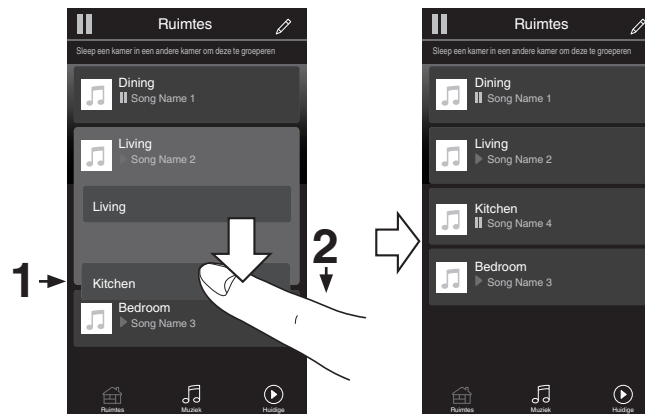 Ruimtes
Sleep een kamer in een andere kamer om deze te groeperen
Dining
Song Name 1
Living
Song Name 2
Living
Kitchen
Bedroom
Song Name 3
Ruimtes
Muziek
Huidige
1
2
Ruimtes
Sleep een kamer in een andere kamer om deze te groeperen
Dining
Song Name 1
Living
Song Name 2
Kitchen
Song Name 4
Bedroom
Song Name 3
Ruimtes
Muziek
Huidige